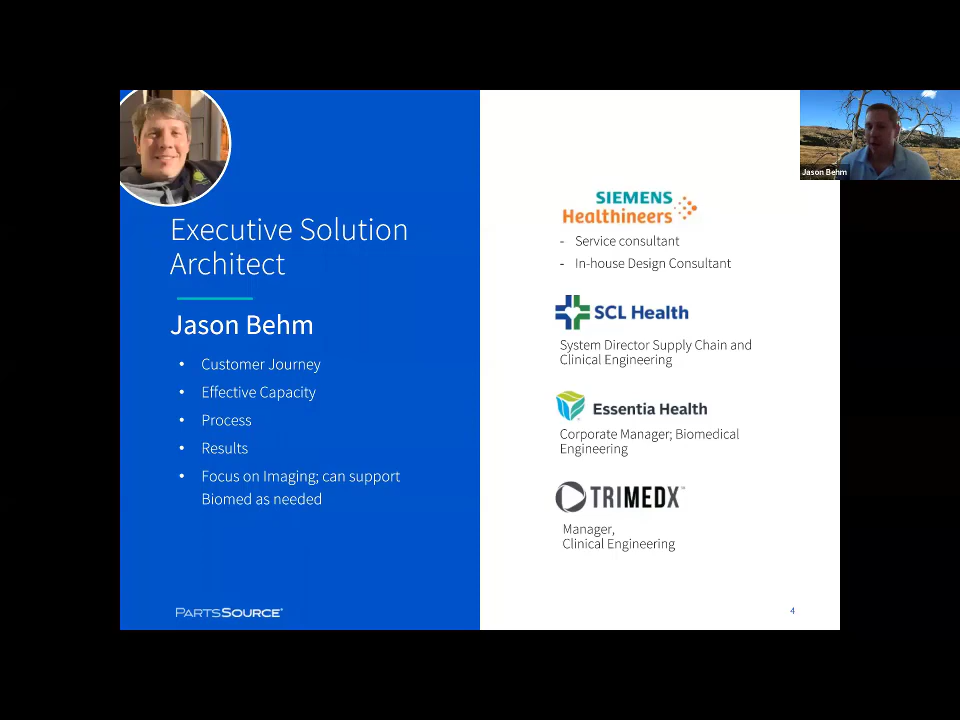 Executive Solution
Architect
Jason Behm
• Customer Journey
• Effective Capacity
• Process
• Results
• Focus on Imaging; can support
Biomed as needed
PARTSSOURCE®
SIEMENS
Healthineers
- Service consultant
- In-house Design Consultant
SCL Health
System Director Supply Chain and
Clinical Engineering
Essentia Health
Corporate Manager; Biomedical
Engineering
TRIMEDX™
Manager,
Clinical Engineering
4
Jason Behm